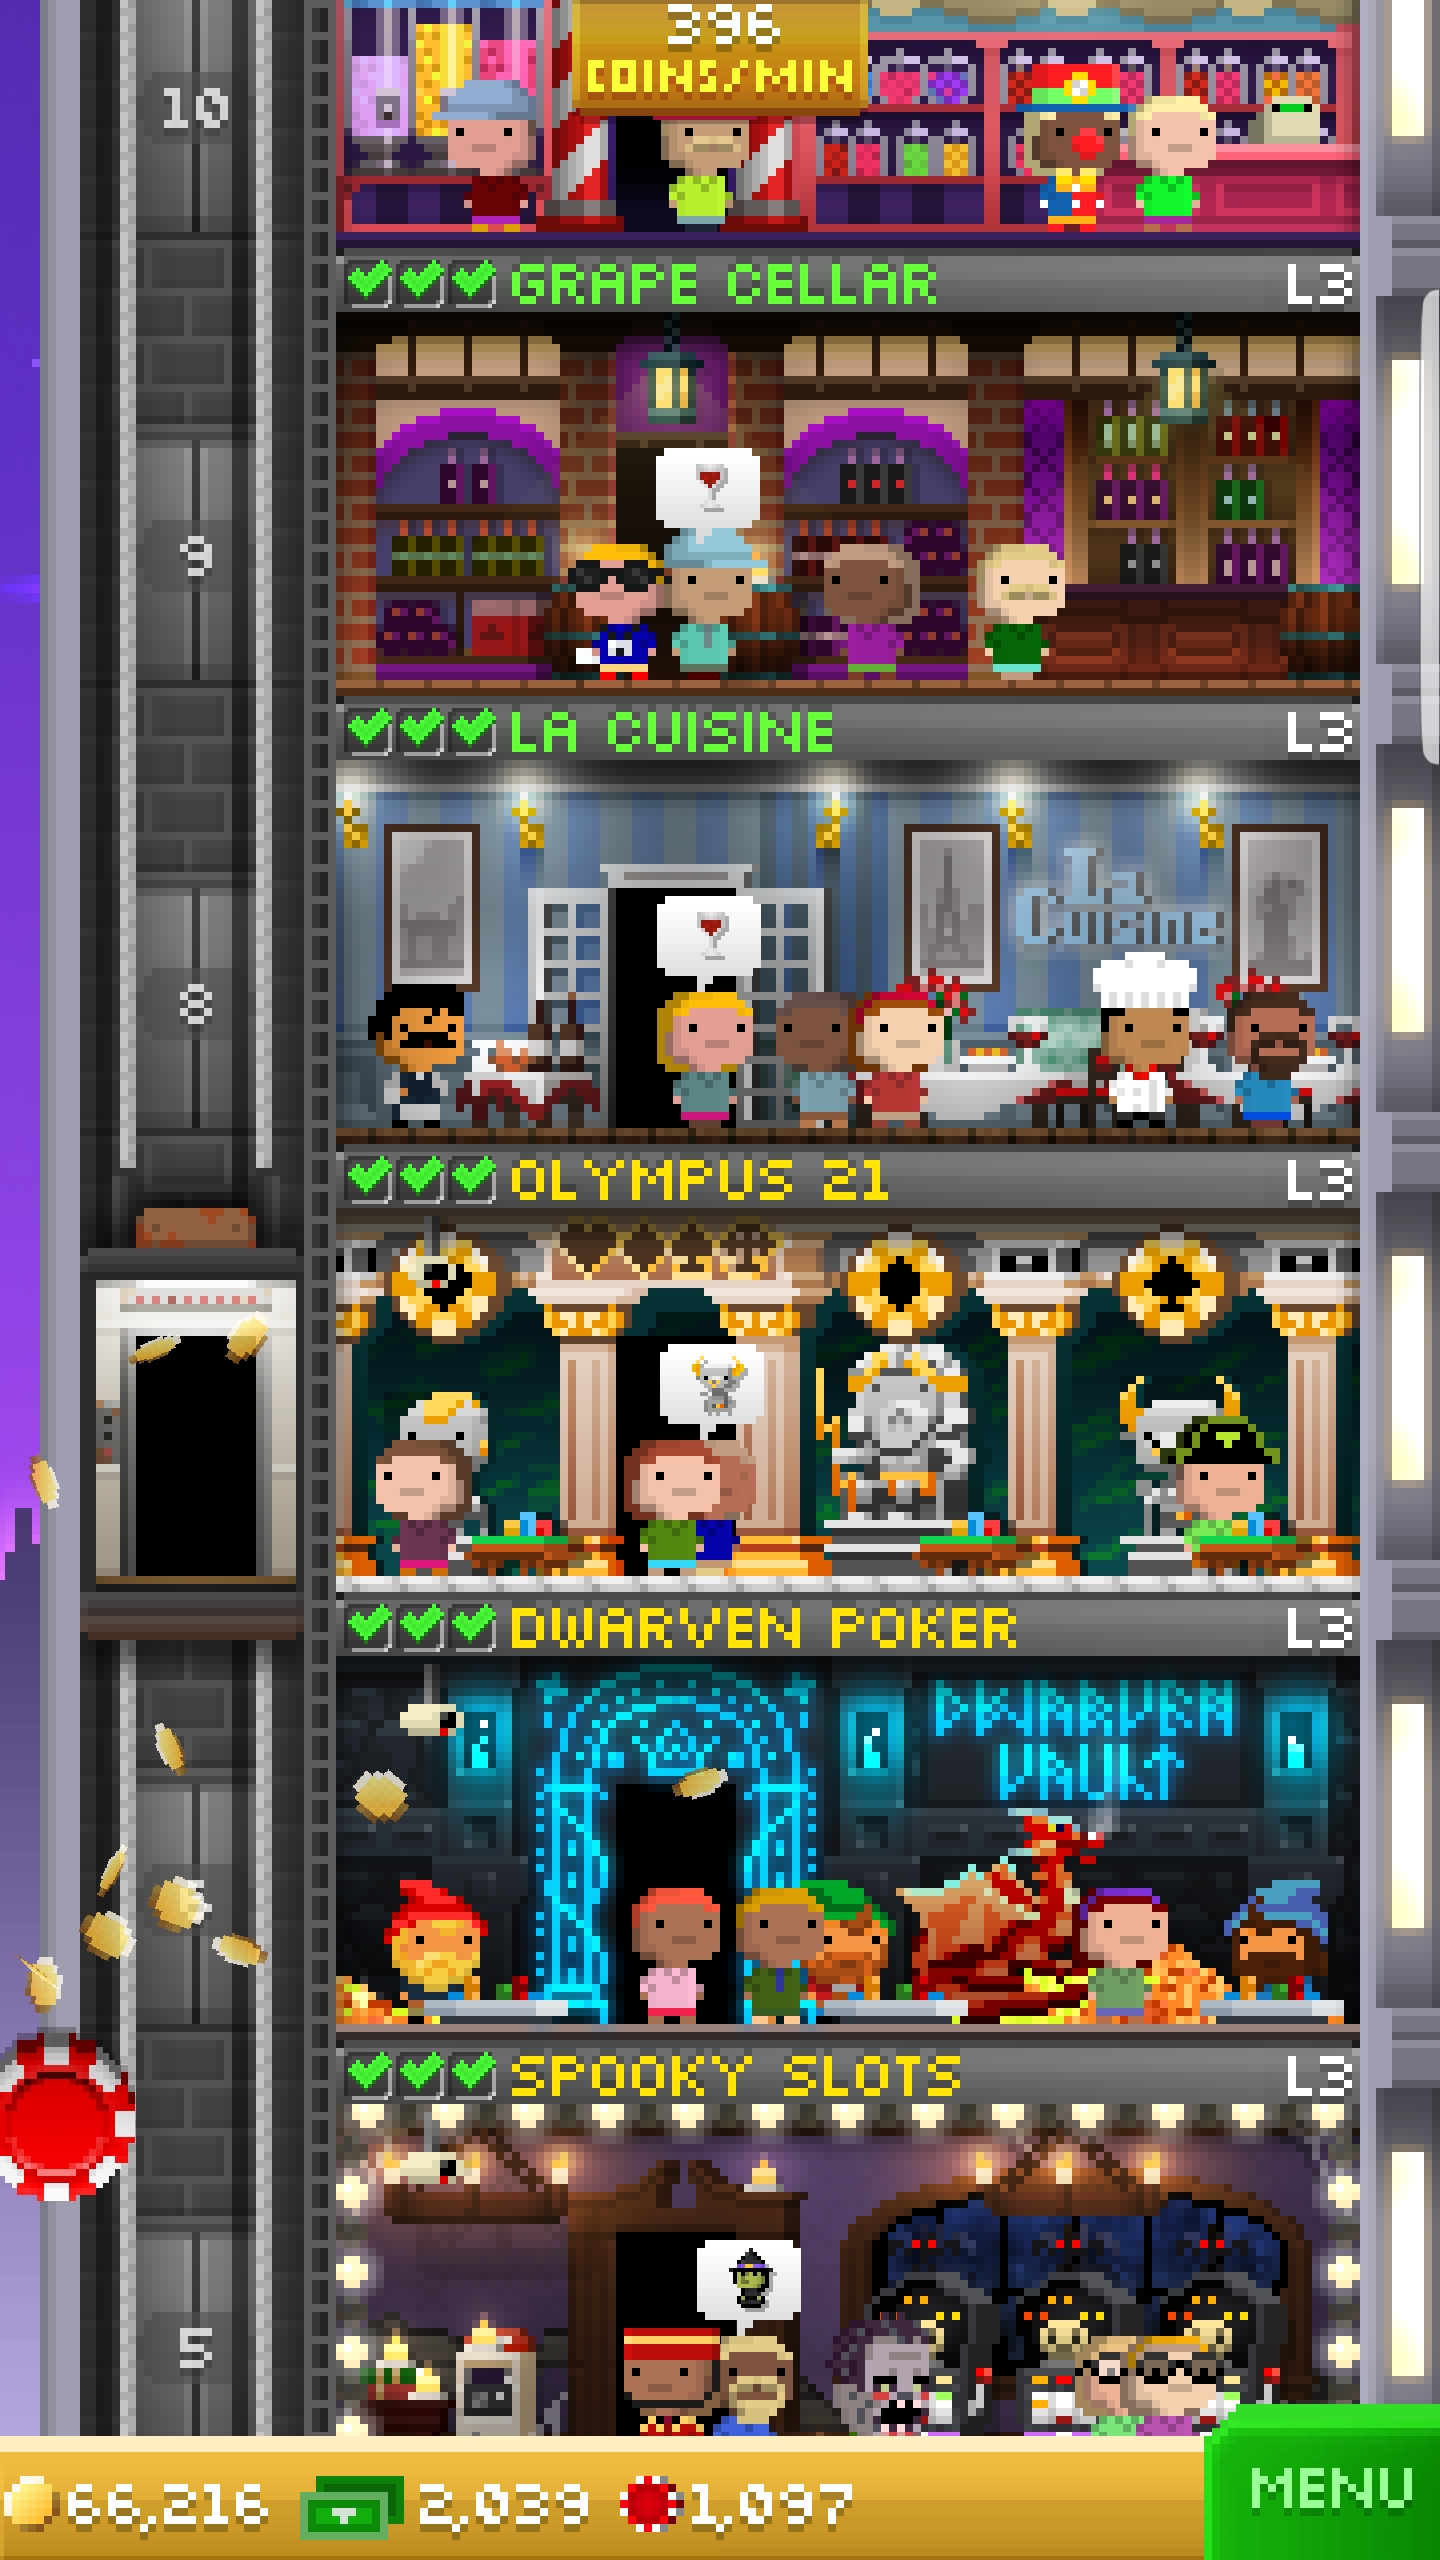 396
COINS/MIN
10
GRAPE CELLAR L3
9
LA CUISINE L3
La
Cuisine
8
OLYMPUS 21 L3
DWARVEN POKER L3
DWARVEN
VAULT
SPOOKY SLOTS L3
5
66,216 2,039 1,097 MENU